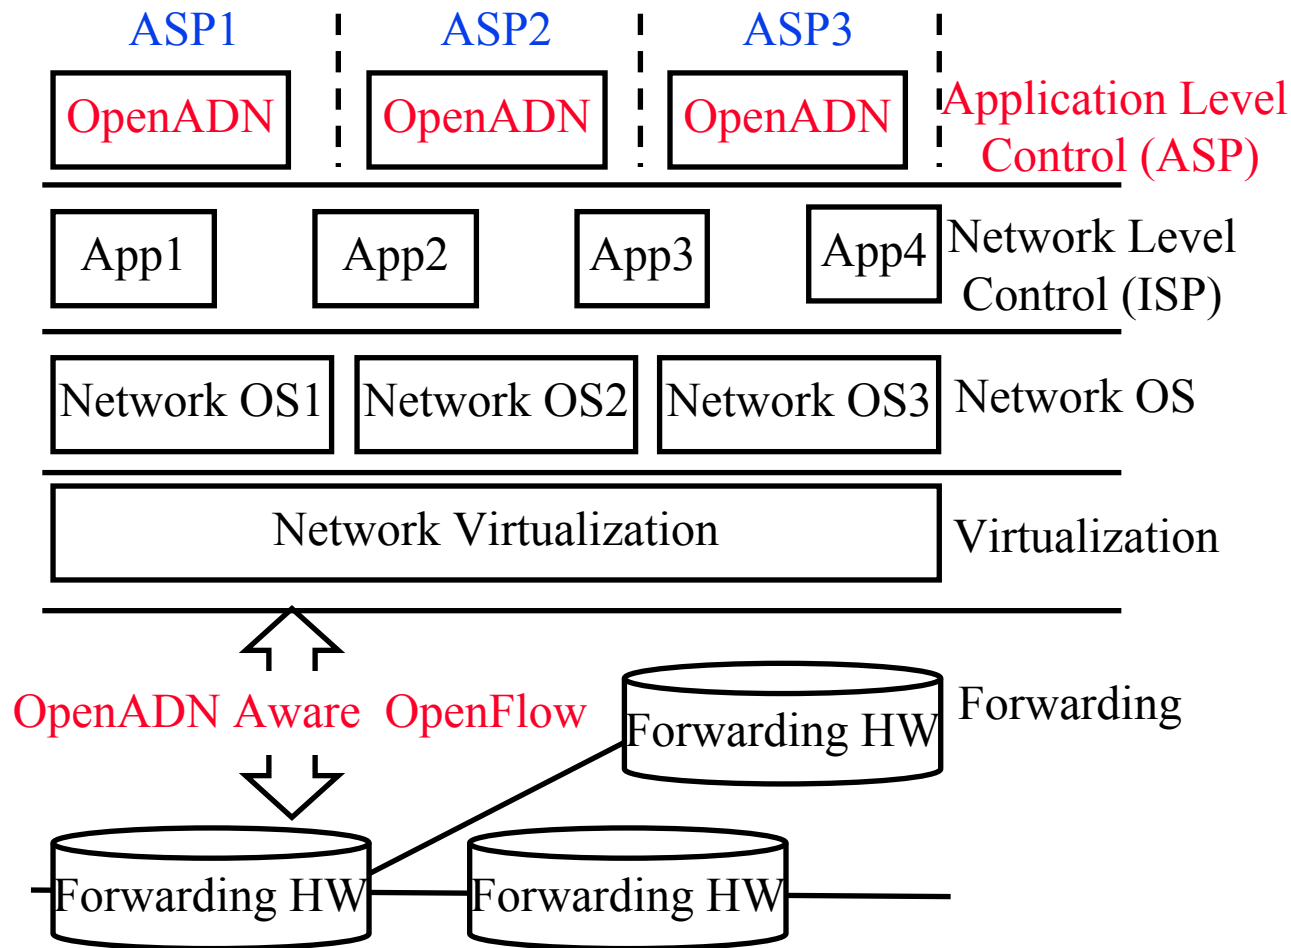 ASP1 ASP2 ASP3
OpenADN OpenADN OpenADN Application Level
Control (ASP)
App1 App2 App3 App4 Network Level
Control (ISP)
Network OS1 Network OS2 Network OS3 Network OS
Network Virtualization Virtualization
OpenADN Aware OpenFlow Forwarding HW Forwarding
Forwarding HW Forwarding HW